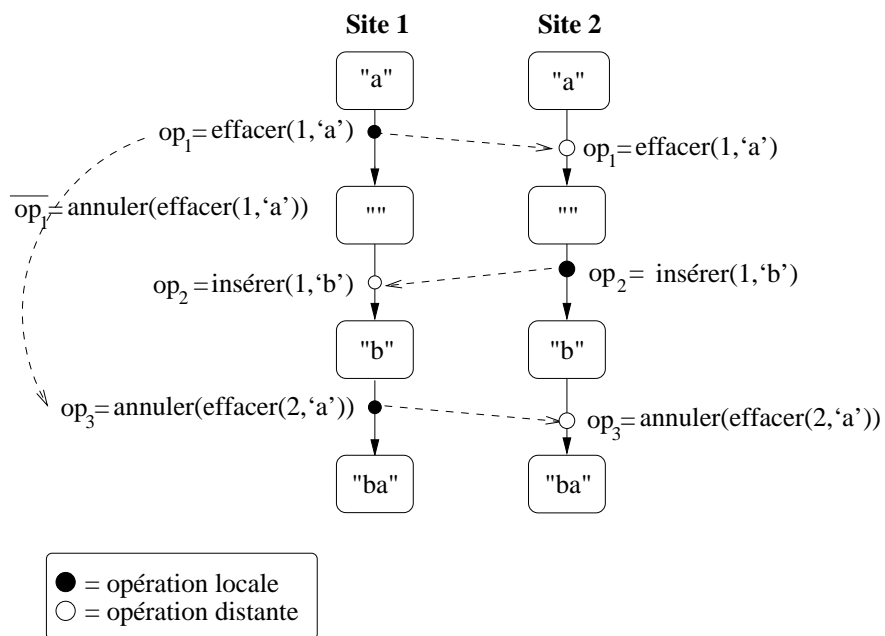 Site 1
Site 2
"a"
"a"
op1=effacer(1,‘a’)
op1=effacer(1,‘a’)
op1=annuler(effacer(1,‘a’))
""
""
op2=insérer(1,‘b’)
op2= insérer(1,‘b’)
"b"
"b"
op3=annuler(effacer(2,‘a’))
op3=annuler(effacer(2,‘a’))
"ba"
"ba"
= opération locale
= opération distante